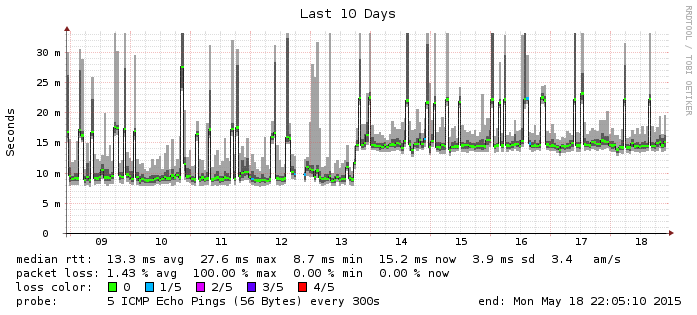 Last 10 Days
RRDTOOL / TOBI OETIKER
Seconds
30 m
25 m
20 m
15 m
10 m
5 m
0
09 10 11 12 13 14 15 16 17 18
median rtt: 13.3 ms avg 27.6 ms max 8.7 ms min 15.2 ms now 3.9 ms sd 3.4 am/s
packet loss: 1.43 % avg 100.00 % max 0.00 % min 0.00 % now
loss color: 0 1/5 2/5 3/5 4/5
probe: 5 ICMP Echo Pings (56 Bytes) every 300s end: Mon May 18 22:05:10 2015